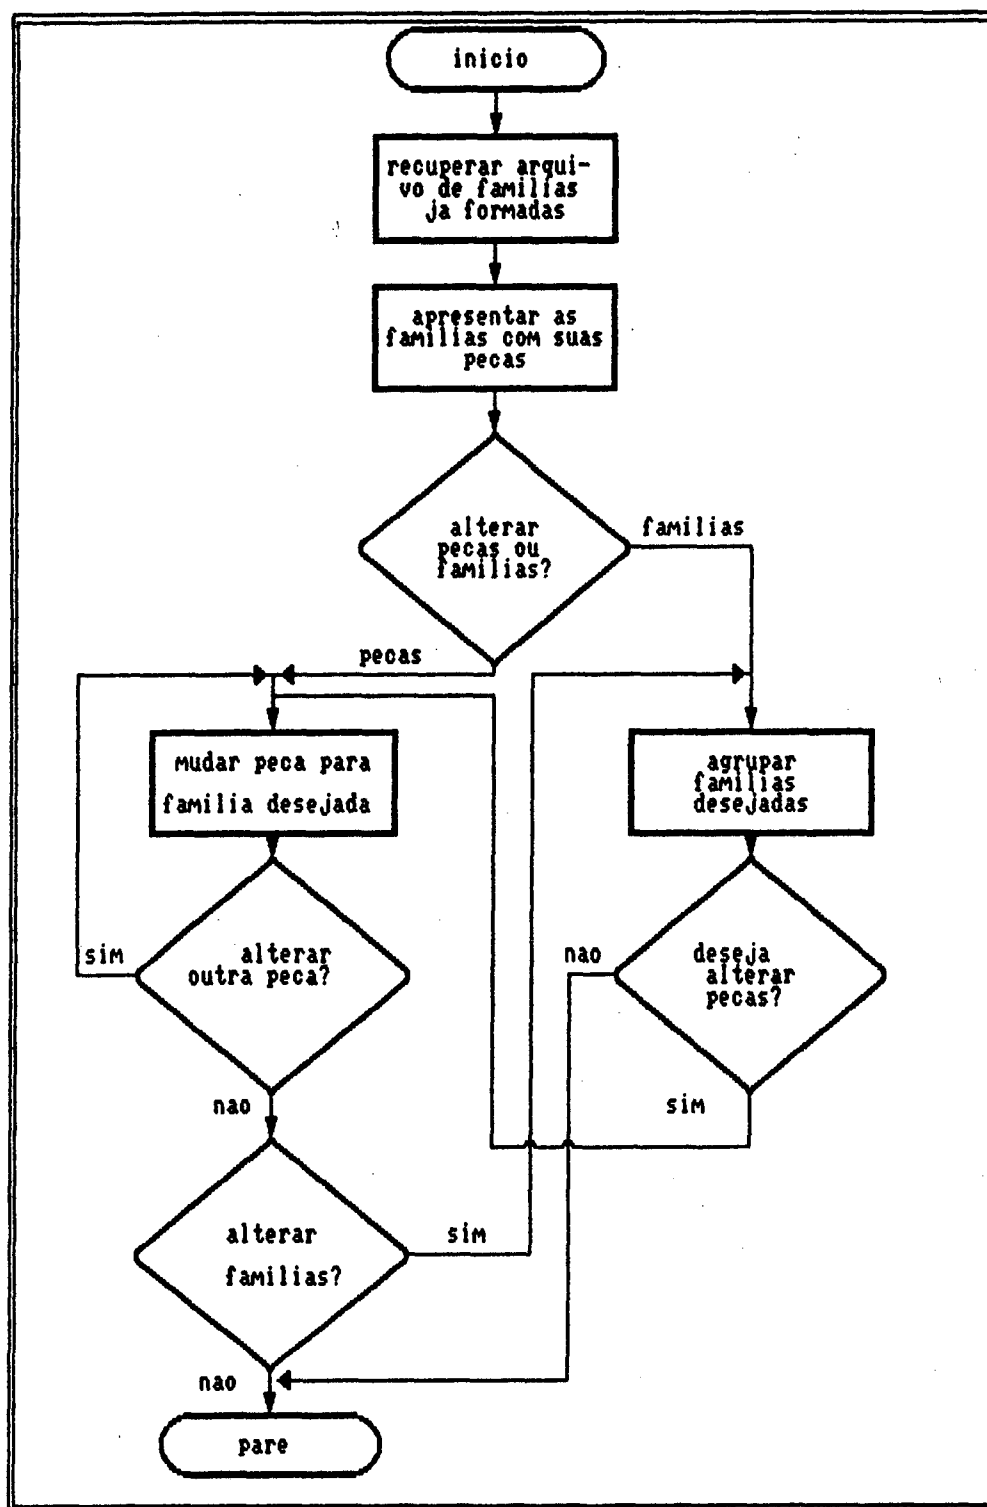 inicio
recuperar arqui-
vo de familias
ja formadas
apresentar as
familias com suas
pecas
alterar
pecas ou
familias?
familias
pecas
mudar peca para
familia desejada
agrupar
familias
desejadas
sim
alterar
outra peca?
nao
deseja
alterar
pecas?
nao
sim
alterar
familias?
sim
nao
pare